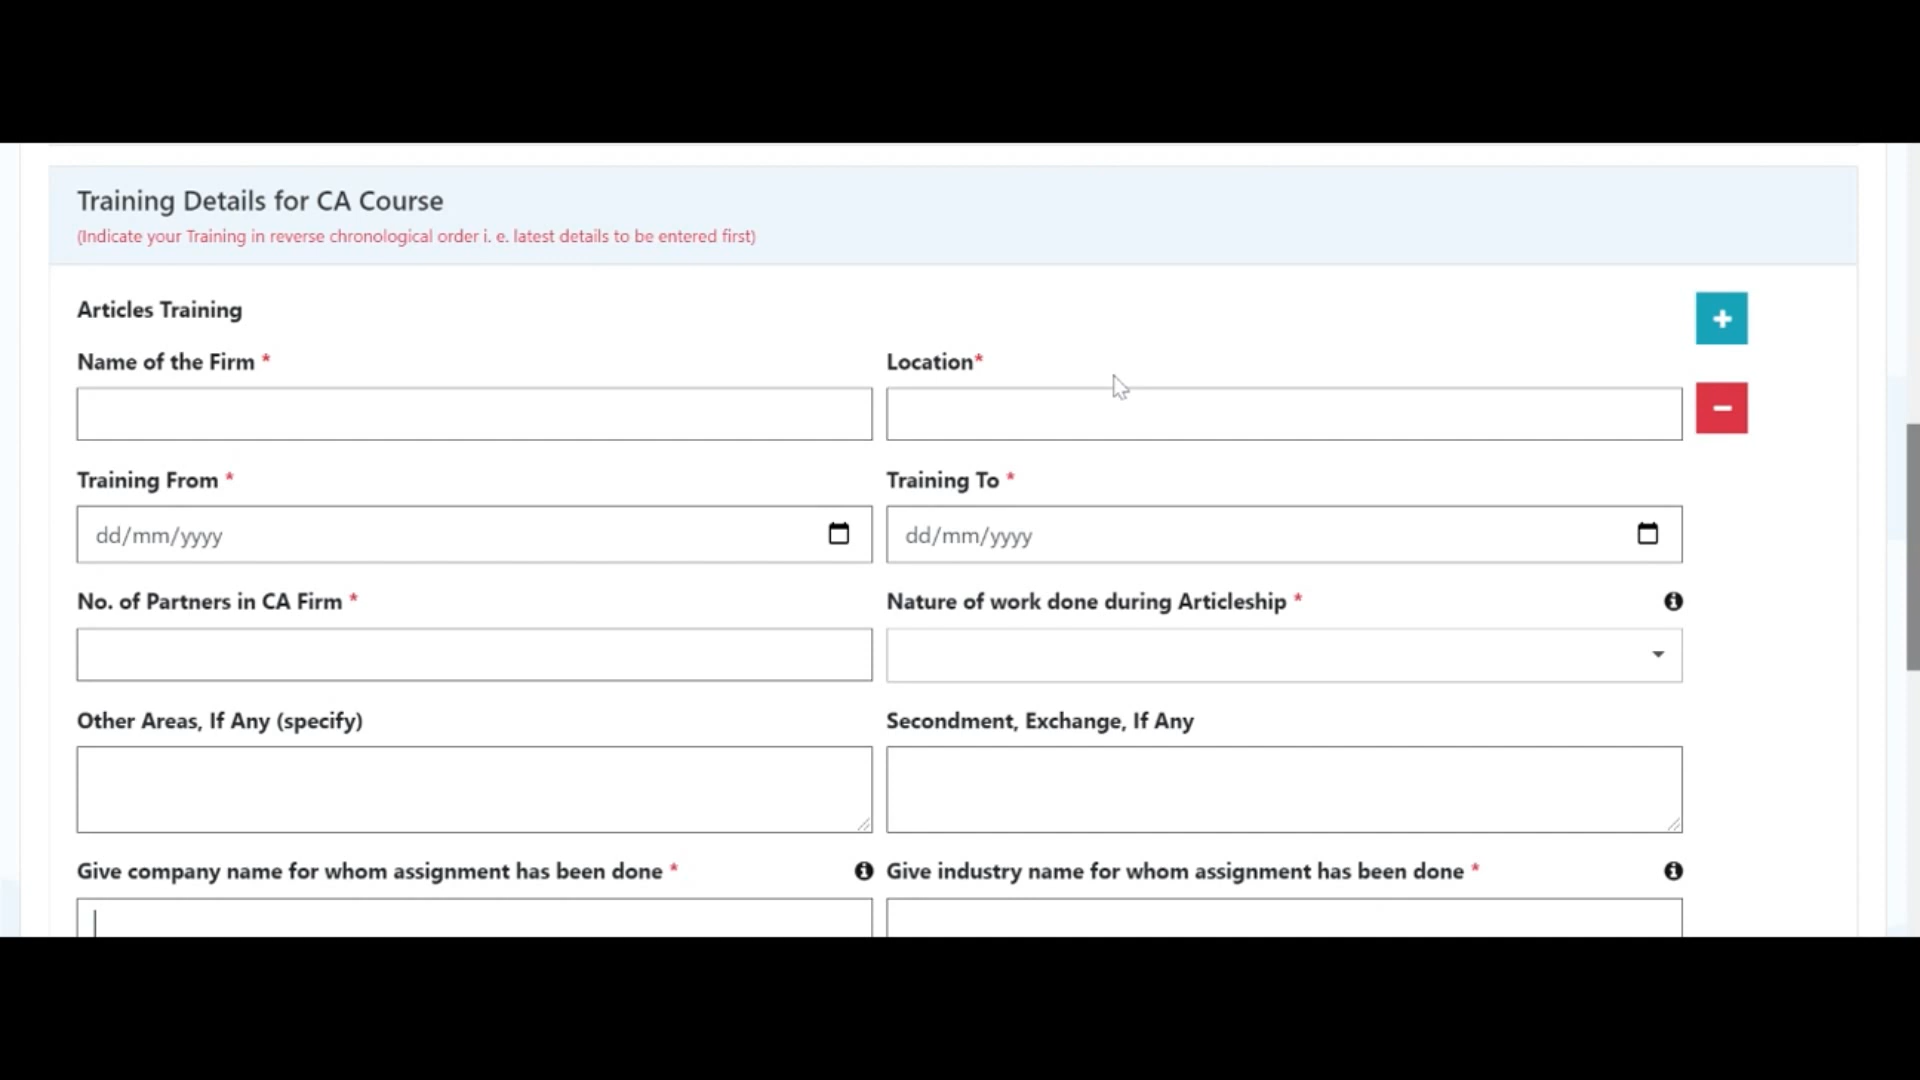 Training Details for CA Course
(Indicate your Training in reverse chronological order i. e. latest details to be entered first)
Articles Training
Name of the Firm *
Location*
Training From *
Training To *
dd/mm/yyyy
dd/mm/yyyy
No. of Partners in CA Firm *
Nature of work done during Articleship *
Other Areas, If Any (specify)
Secondment, Exchange, If Any
Give company name for whom assignment has been done *
Give industry name for whom assignment has been done *